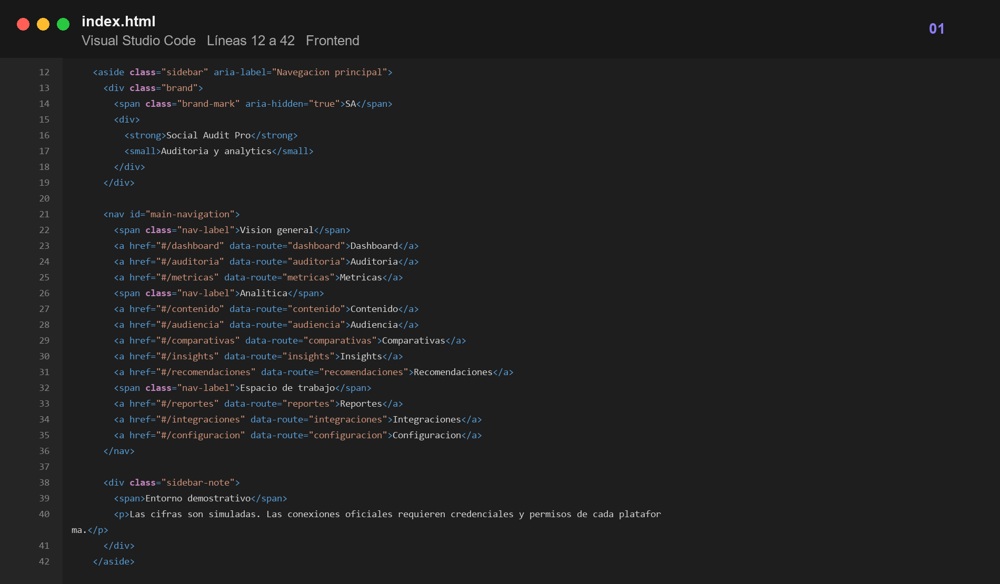 index.html
Visual Studio Code   Líneas 12 a 42   Frontend
01
12     <aside class="sidebar" aria-label="Navegacion principal">
13       <div class="brand">
14         <span class="brand-mark" aria-hidden="true">SA</span>
15         <div>
16           <strong>Social Audit Pro</strong>
17           <small>Auditoria y analytics</small>
18         </div>
19       </div>
20
21       <nav id="main-navigation">
22         <span class="nav-label">Vision general</span>
23         <a href="#/dashboard" data-route="dashboard">Dashboard</a>
24         <a href="#/auditoria" data-route="auditoria">Auditoria</a>
25         <a href="#/metricas" data-route="metricas">Metricas</a>
26         <span class="nav-label">Analitica</span>
27         <a href="#/contenido" data-route="contenido">Contenido</a>
28         <a href="#/audiencia" data-route="audiencia">Audiencia</a>
29         <a href="#/comparativas" data-route="comparativas">Comparativas</a>
30         <a href="#/insights" data-route="insights">Insights</a>
31         <a href="#/recomendaciones" data-route="recomendaciones">Recomendaciones</a>
32         <span class="nav-label">Espacio de trabajo</span>
33         <a href="#/reportes" data-route="reportes">Reportes</a>
34         <a href="#/integraciones" data-route="integraciones">Integraciones</a>
35         <a href="#/configuracion" data-route="configuracion">Configuracion</a>
36       </nav>
37
38       <div class="sidebar-note">
39         <span>Entorno demostrativo</span>
40         <p>Las cifras son simuladas. Las conexiones oficiales requieren credenciales y permisos de cada platafor
ma.</p>
41       </div>
42     </aside>